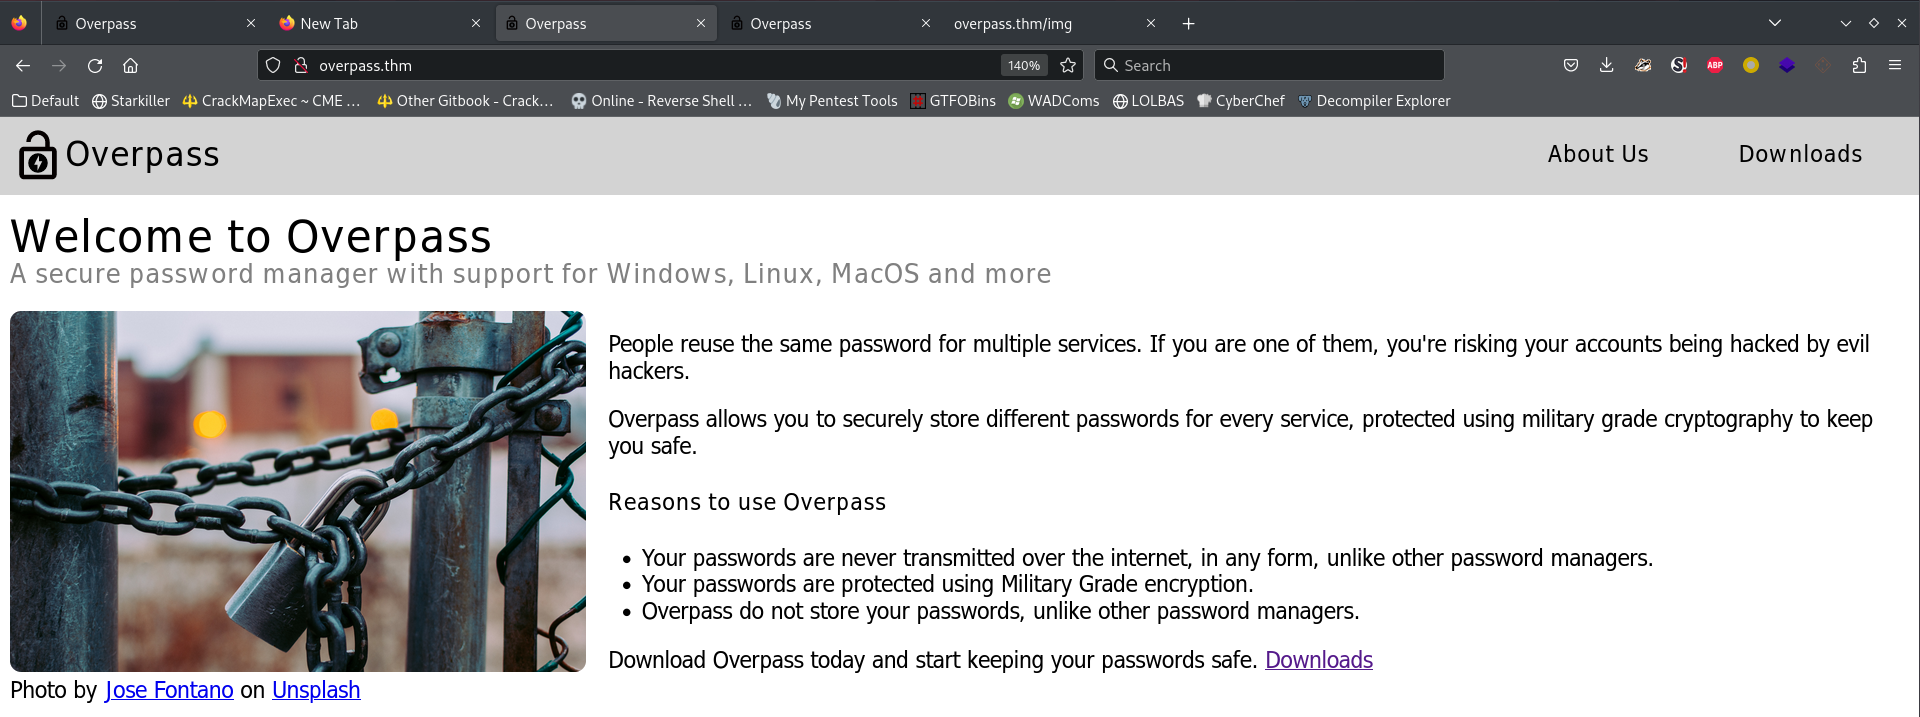 Overpass
New Tab
Overpass
Overpass
overpass.thm/img
overpass.thm
140%
Search
ABP
Default
Starkiller
CrackMapExec ~ CME ...
Other Gitbook - Crack...
Online - Reverse Shell ...
My Pentest Tools
GTFOBins
WADComs
LOLBAS
CyberChef
Decompiler Explorer
Overpass
About Us
Downloads
Welcome to Overpass
A secure password manager with support for Windows, Linux, MacOS and more
People reuse the same password for multiple services. If you are one of them, you're risking your accounts being hacked by evil
hackers.
Overpass allows you to securely store different passwords for every service, protected using military grade cryptography to keep
you safe.
Reasons to use Overpass
Your passwords are never transmitted over the internet, in any form, unlike other password managers.
Your passwords are protected using Military Grade encryption.
Overpass do not store your passwords, unlike other password managers.
Download Overpass today and start keeping your passwords safe. Downloads
Photo by Jose Fontano on Unsplash